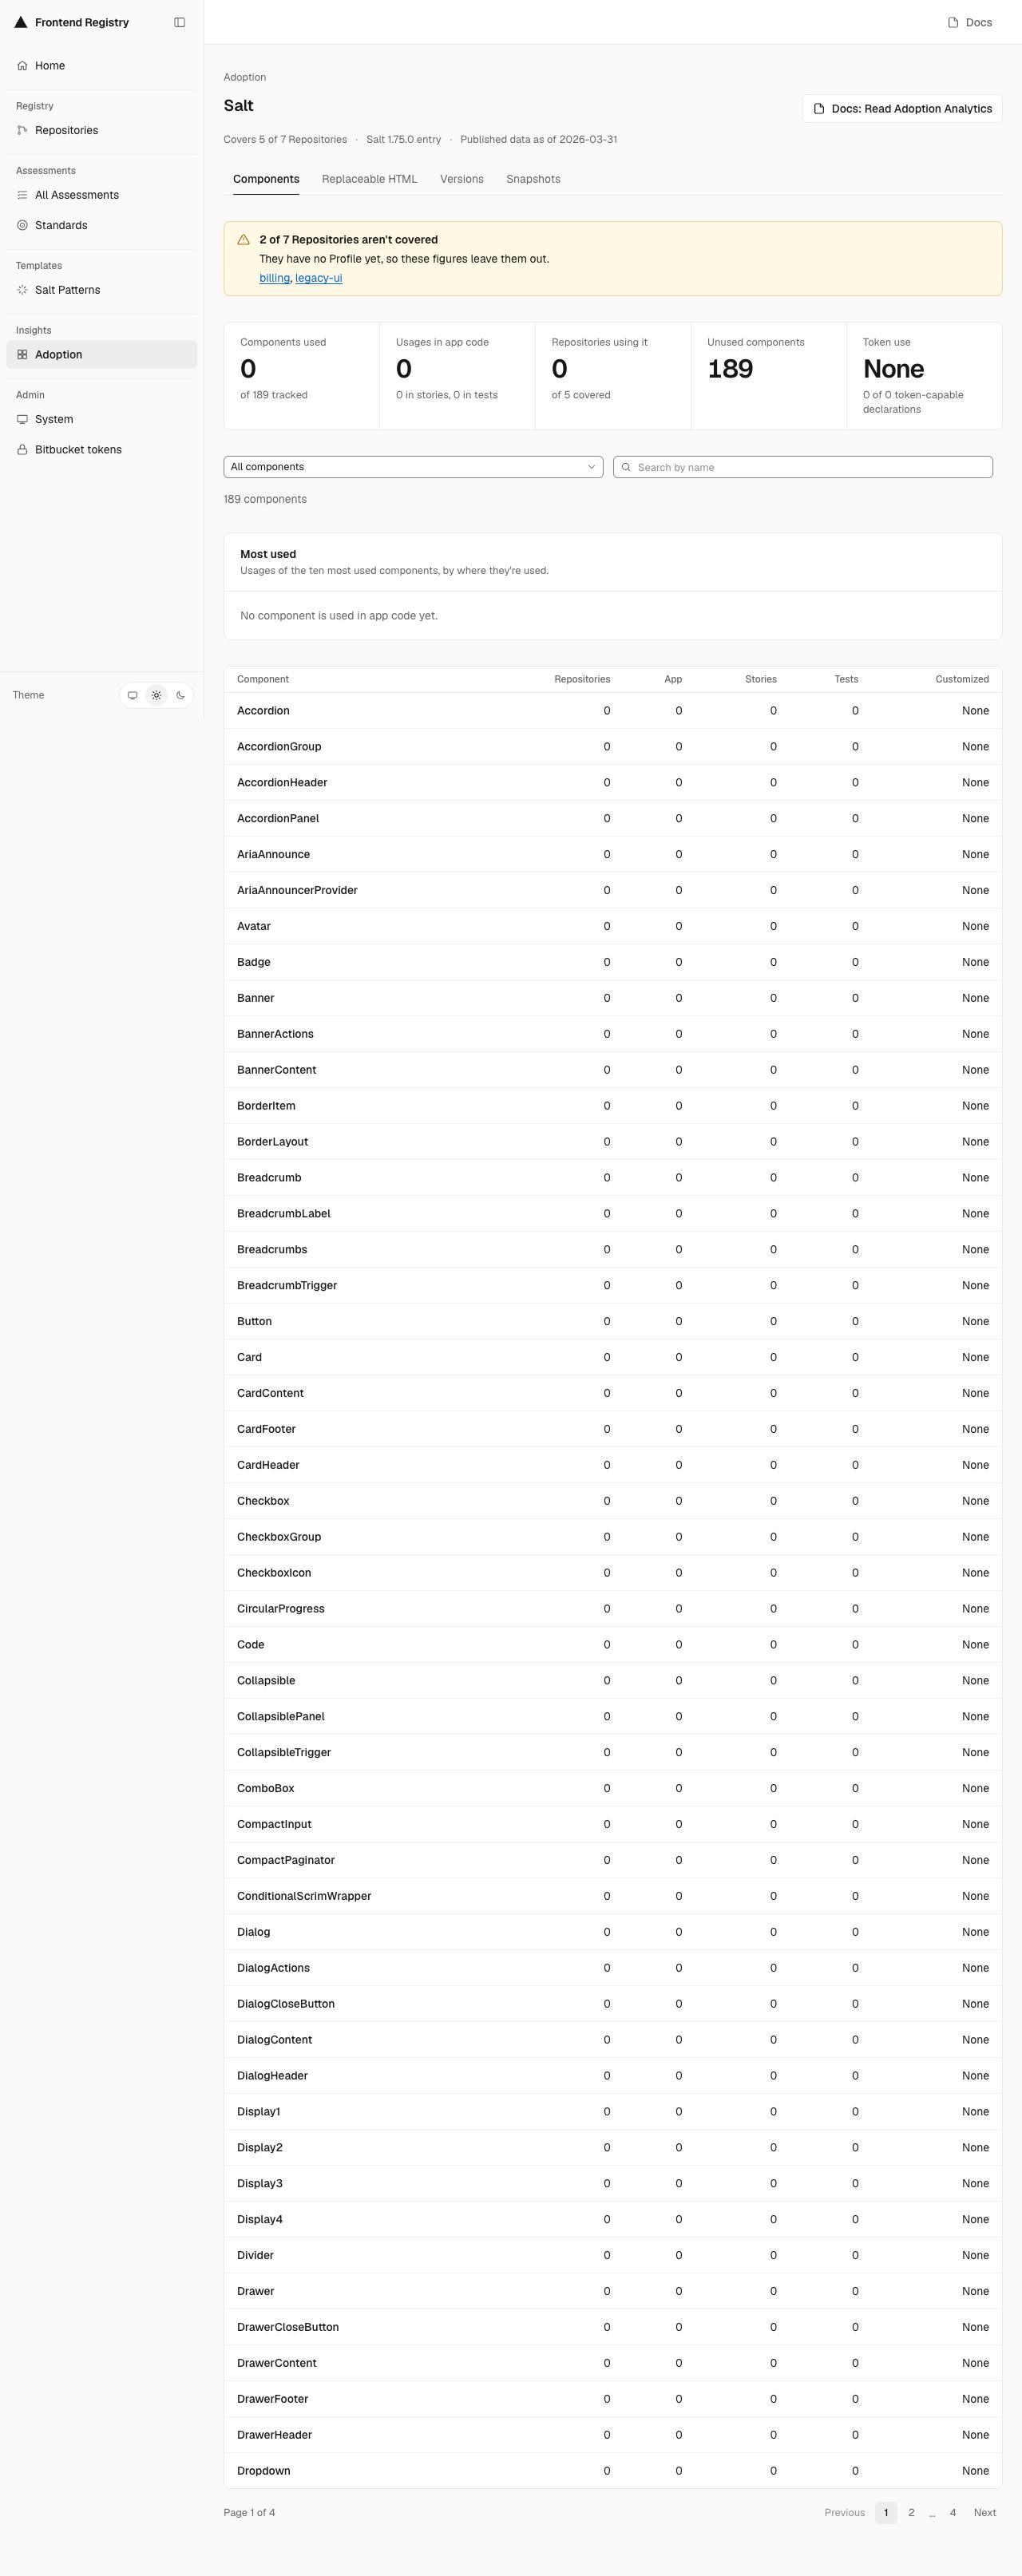 Frontend Registry
Docs
Home
Registry
Repositories
Assessments
All Assessments
Standards
Templates
Salt Patterns
Insights
Adoption
Admin
System
Bitbucket tokens
Theme
Adoption
Salt
Docs: Read Adoption Analytics
Covers 5 of 7 Repositories · Salt 1.75.0 entry · Published data as of 2026-03-31
Components Replaceable HTML Versions Snapshots
2 of 7 Repositories aren't covered
They have no Profile yet, so these figures leave them out.
billing, legacy-ui
Components used
0
of 189 tracked
Usages in app code
0
0 in stories, 0 in tests
Repositories using it
0
of 5 covered
Unused components
189
Token use
None
0 of 0 token-capable
declarations
All components
Search by name
189 components
Most used
Usages of the ten most used components, by where they're used.
No component is used in app code yet.
Component Repositories App Stories Tests Customized
Accordion 0 0 0 0 None
AccordionGroup 0 0 0 0 None
AccordionHeader 0 0 0 0 None
AccordionPanel 0 0 0 0 None
AriaAnnounce 0 0 0 0 None
AriaAnnouncerProvider 0 0 0 0 None
Avatar 0 0 0 0 None
Badge 0 0 0 0 None
Banner 0 0 0 0 None
BannerActions 0 0 0 0 None
BannerContent 0 0 0 0 None
BorderItem 0 0 0 0 None
BorderLayout 0 0 0 0 None
Breadcrumb 0 0 0 0 None
BreadcrumbLabel 0 0 0 0 None
Breadcrumbs 0 0 0 0 None
BreadcrumbTrigger 0 0 0 0 None
Button 0 0 0 0 None
Card 0 0 0 0 None
CardContent 0 0 0 0 None
CardFooter 0 0 0 0 None
CardHeader 0 0 0 0 None
Checkbox 0 0 0 0 None
CheckboxGroup 0 0 0 0 None
CheckboxIcon 0 0 0 0 None
CircularProgress 0 0 0 0 None
Code 0 0 0 0 None
Collapsible 0 0 0 0 None
CollapsiblePanel 0 0 0 0 None
CollapsibleTrigger 0 0 0 0 None
ComboBox 0 0 0 0 None
CompactInput 0 0 0 0 None
CompactPaginator 0 0 0 0 None
ConditionalScrimWrapper 0 0 0 0 None
Dialog 0 0 0 0 None
DialogActions 0 0 0 0 None
DialogCloseButton 0 0 0 0 None
DialogContent 0 0 0 0 None
DialogHeader 0 0 0 0 None
Display1 0 0 0 0 None
Display2 0 0 0 0 None
Display3 0 0 0 0 None
Display4 0 0 0 0 None
Divider 0 0 0 0 None
Drawer 0 0 0 0 None
DrawerCloseButton 0 0 0 0 None
DrawerContent 0 0 0 0 None
DrawerFooter 0 0 0 0 None
DrawerHeader 0 0 0 0 None
Dropdown 0 0 0 0 None
Page 1 of 4
Previous 1 2 ... 4 Next